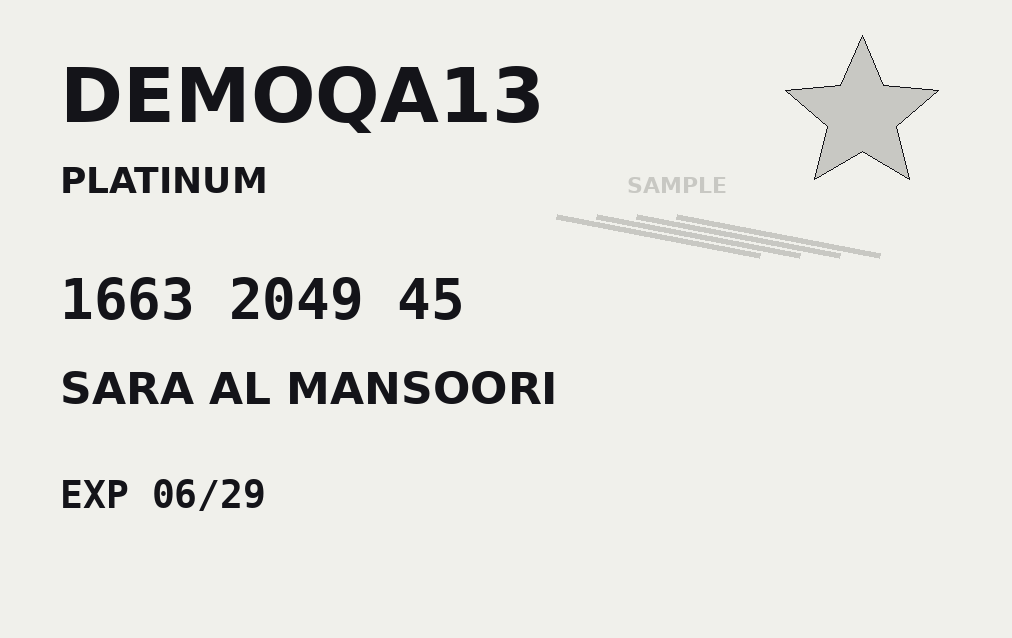 DEMOQA13
PLATINUM
SAMPLE
1663 2049 45
SARA AL MANSOORI
EXP 06/29